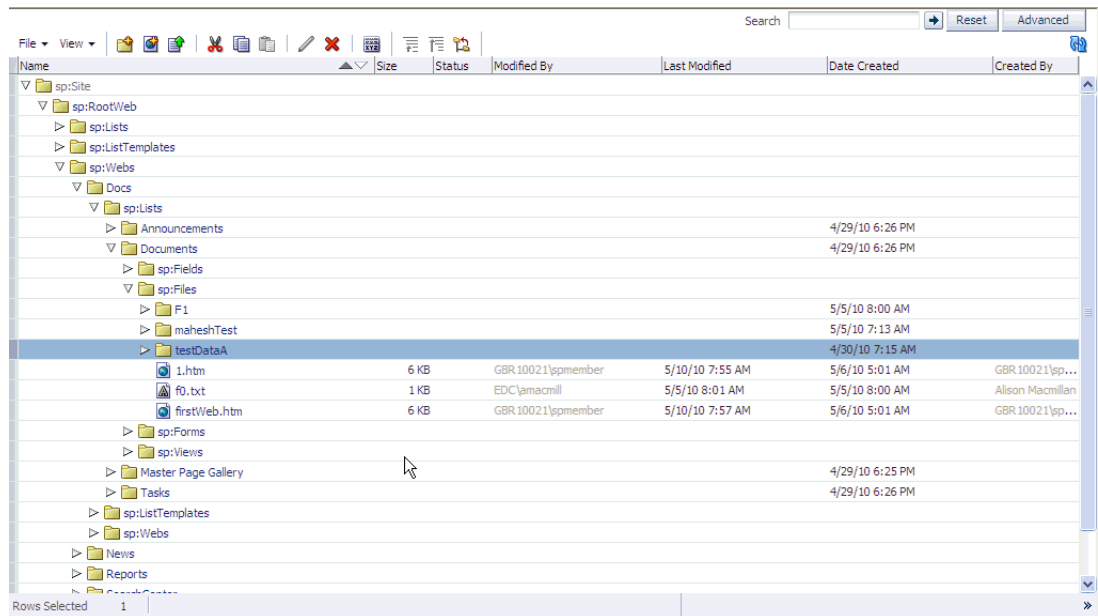 Search Reset Advanced
File View
Name Size Status Modified By Last Modified Date Created Created By
sp:Site
sp:RootWeb
sp:Lists
sp:ListTemplates
sp:Webs
Docs
sp:Lists
Announcements 4/29/10 6:26 PM
Documents 4/29/10 6:26 PM
sp:Fields
sp:Files
F1 5/5/10 8:00 AM
maheshTest 5/5/10 7:13 AM
testDataA 4/30/10 7:15 AM
1.htm 6 KB GBR10021\spmember 5/10/10 7:55 AM 5/6/10 5:01 AM GBR10021\sp...
f0.txt 1 KB EDC\amacmill 5/5/10 8:01 AM 5/5/10 8:00 AM Alison Macmillan
firstWeb.htm 6 KB GBR10021\spmember 5/10/10 7:57 AM 5/6/10 5:01 AM GBR10021\sp...
sp:Forms
sp:Views
Master Page Gallery 4/29/10 6:25 PM
Tasks 4/29/10 6:26 PM
sp:ListTemplates
sp:Webs
News
Reports
SearchCenter
Rows Selected 1